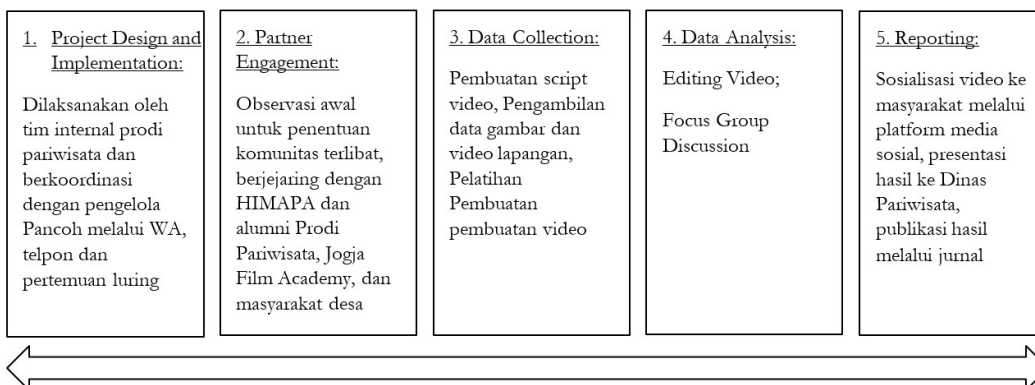 1. Project Design and
Implementation:
Dilaksanakan oleh
tim internal prodi
pariwisata dan
berkoordinasi
dengan pengelola
Pancoh melalui WA,
telpon dan
pertemuan luring
2. Partner
Engagement:
Observasi awal
untuk penentuan
komunitas terlibat,
berjejaring dengan
HIMAPA dan
alumni Prodi
Pariwisata, Jogja
Film Academy, dan
masyarakat desa
3. Data Collection:
Pembuatan script
video, Pengambilan
data gambar dan
video lapangan,
Pelatihan
Pembuatan
pembuatan video
4. Data Analysis:
Editing Video;
Focus Group
Discussion
5. Reporting:
Sosialisasi video ke
masyarakat melalui
platform media
sosial, presentasi
hasil ke Dinas
Pariwisata,
publikasi hasil
melalui jurnal